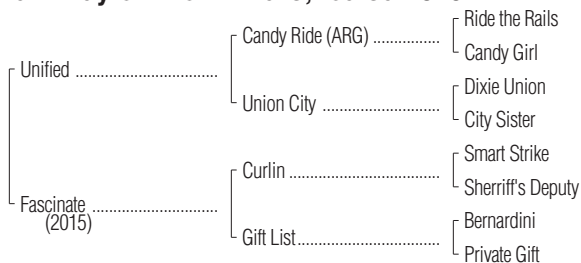 Ride the Rails
Candy Ride (ARG) ................
Candy Girl
Unified ..................................
Dixie Union
Union City ............................
City Sister
Smart Strike
Curlin ...................................
Sherriff's Deputy
Fascinate ..............................
(2015)
Bernardini
Gift List.................................
Private Gift